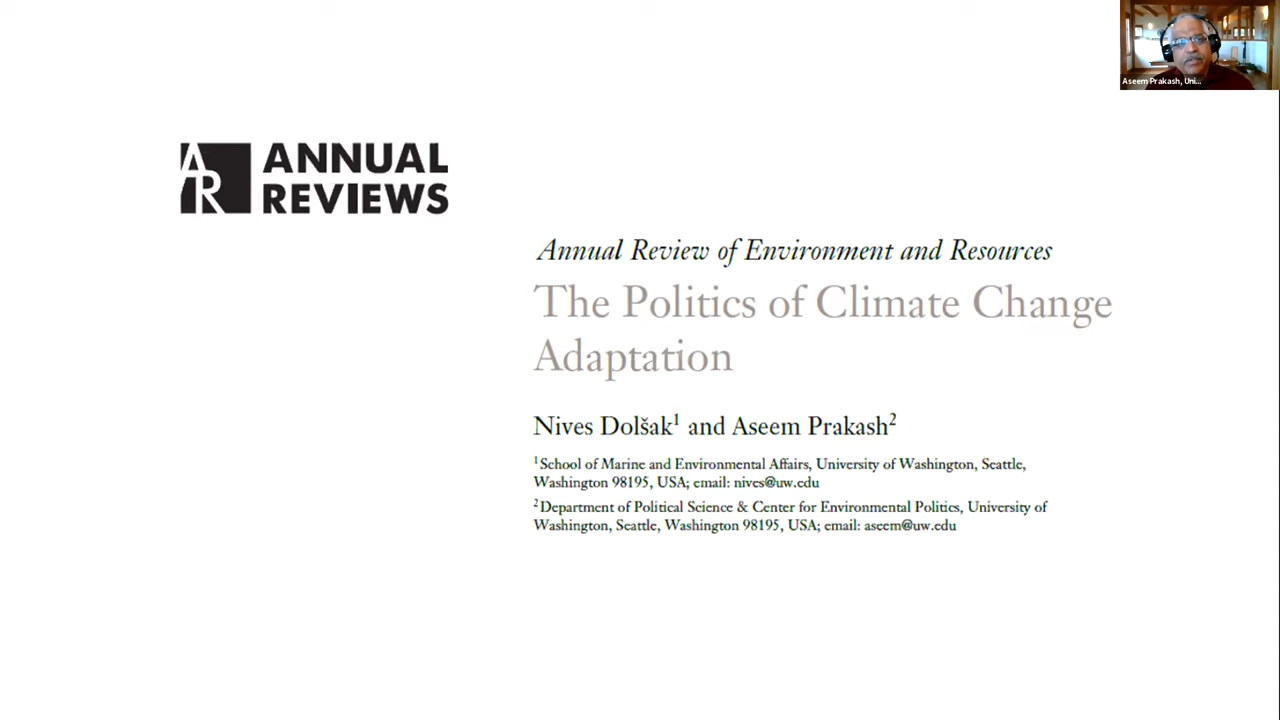 Aseem Prakash, Uni...
AR
ANNUAL
REVIEWS
Annual Review of Environment and Resources
The Politics of Climate Change
Adaptation
Nives Dolšak¹ and Aseem Prakash²
¹School of Marine and Environmental Affairs, University of Washington, Seattle,
Washington 98195, USA; email: nives@uw.edu
²Department of Political Science & Center for Environmental Politics, University of
Washington, Seattle, Washington 98195, USA; email: aseem@uw.edu